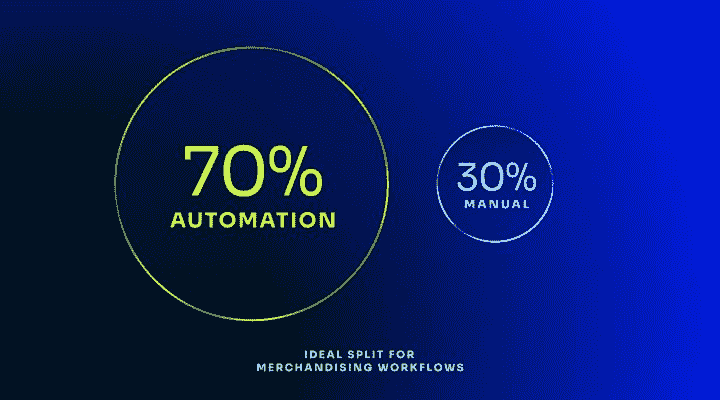 70%
AUTOMATION
30%
MANUAL
IDEAL SPLIT FOR
MERCHANDISING WORKFLOWS